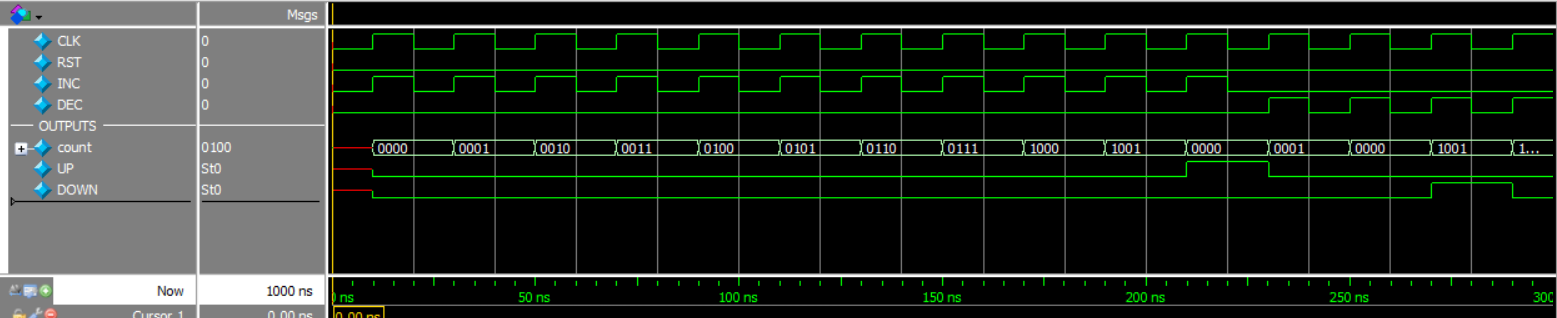 Msgs
CLK 0
RST 0
INC 0
DEC 0
OUTPUTS
count 0100 0000 0001 0010 0011 0100 0101 0110 0111 1000 1001 0000 0001 0000 1001 1...
UP St0
DOWN St0
Now 1000 ns ns 50 ns 100 ns 150 ns 200 ns 250 ns 300
Cursor 1 0.00 ns 0.00 ns